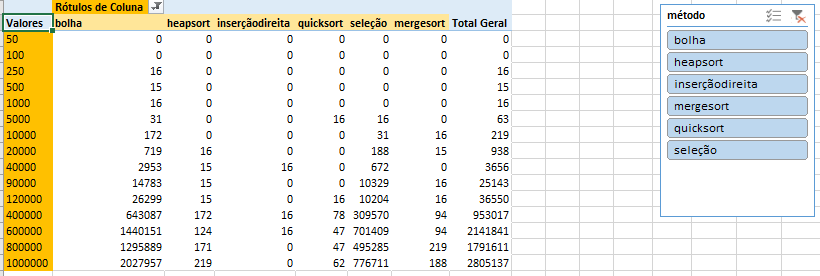 Rótulos de Coluna
Valores bolha heapsort inserçãodireita quicksort seleção mergesort Total Geral
50 0 0 0 0 0 0 0
100 0 0 0 0 0 0 0
250 16 0 0 0 0 0 16
500 15 0 0 0 0 0 15
1000 16 0 0 0 0 0 16
5000 31 0 0 16 16 0 63
10000 172 0 0 0 31 16 219
20000 719 16 0 0 188 15 938
40000 2953 15 16 0 672 0 3656
90000 14783 15 0 0 10329 16 25143
120000 26299 15 0 16 10204 16 36550
400000 643087 172 16 78 309570 94 953017
600000 1440151 124 16 47 701409 94 2141841
800000 1295889 171 0 47 495285 219 1791611
1000000 2027957 219 0 62 776711 188 2805137
método
bolha
heapsort
inserçãodireita
mergesort
quicksort
seleção